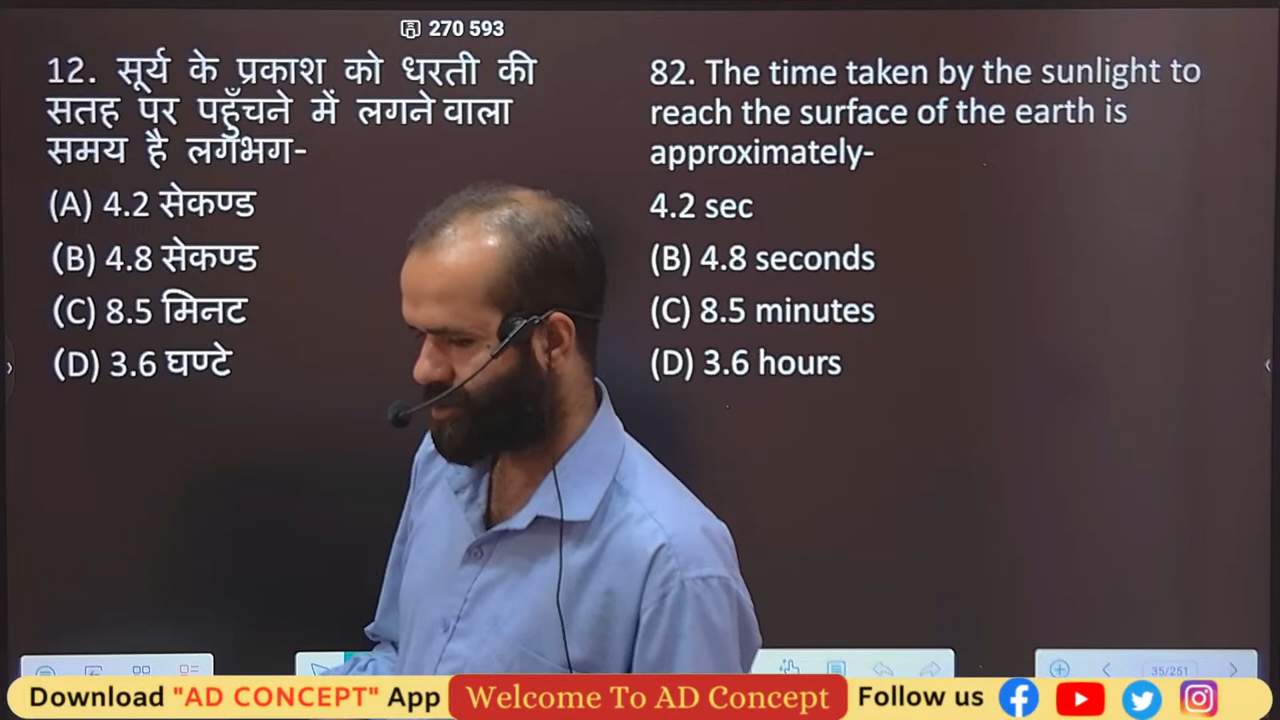 270 593
12. सूर्य के प्रकाश को धरती की
सतह पर पहुँचने में लगने वाला
समय है लगभग-
(A) 4.2 सेकण्ड
(B) 4.8 सेकण्ड
(C) 8.5 मिनट
(D) 3.6 घण्टे
82. The time taken by the sunlight to
reach the surface of the earth is
approximately-
4.2 sec
(B) 4.8 seconds
(C) 8.5 minutes
(D) 3.6 hours
35/251
Download "AD CONCEPT" App
Welcome To AD Concept
Follow us